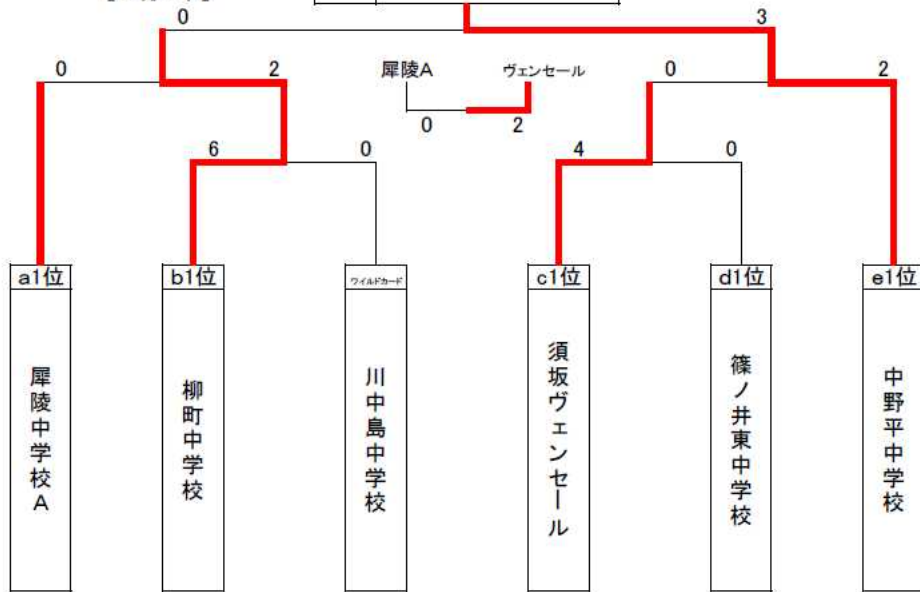 0 3
0 2 犀陵A ヴェンセール 0 2
0 2
6 0 4 0
a1位 b1位 ワイルドカード c1位 d1位 e1位
犀陵中学校A
柳町中学校
川中島中学校
須坂ヴェンセール
篠ノ井東中学校
中野平中学校